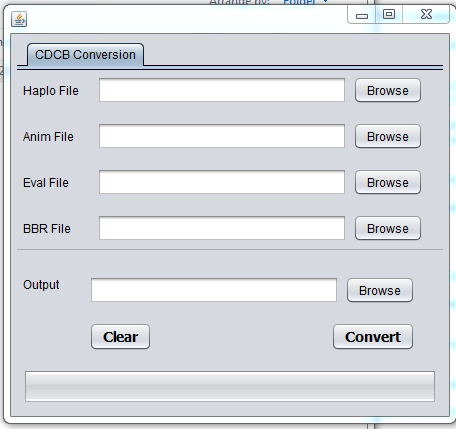 Arrange by: Folder
CDCB Conversion
Haplo File Browse
Anim File Browse
Eval File Browse
BBR File Browse
Output Browse
Clear Convert